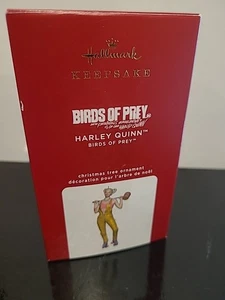 Hallmark
KEEPSAKE
BIRDS OF PREY
HARLEY QUINN™
BIRDS OF PREY™
christmas tree ornament
décoration pour l'arbre de noël